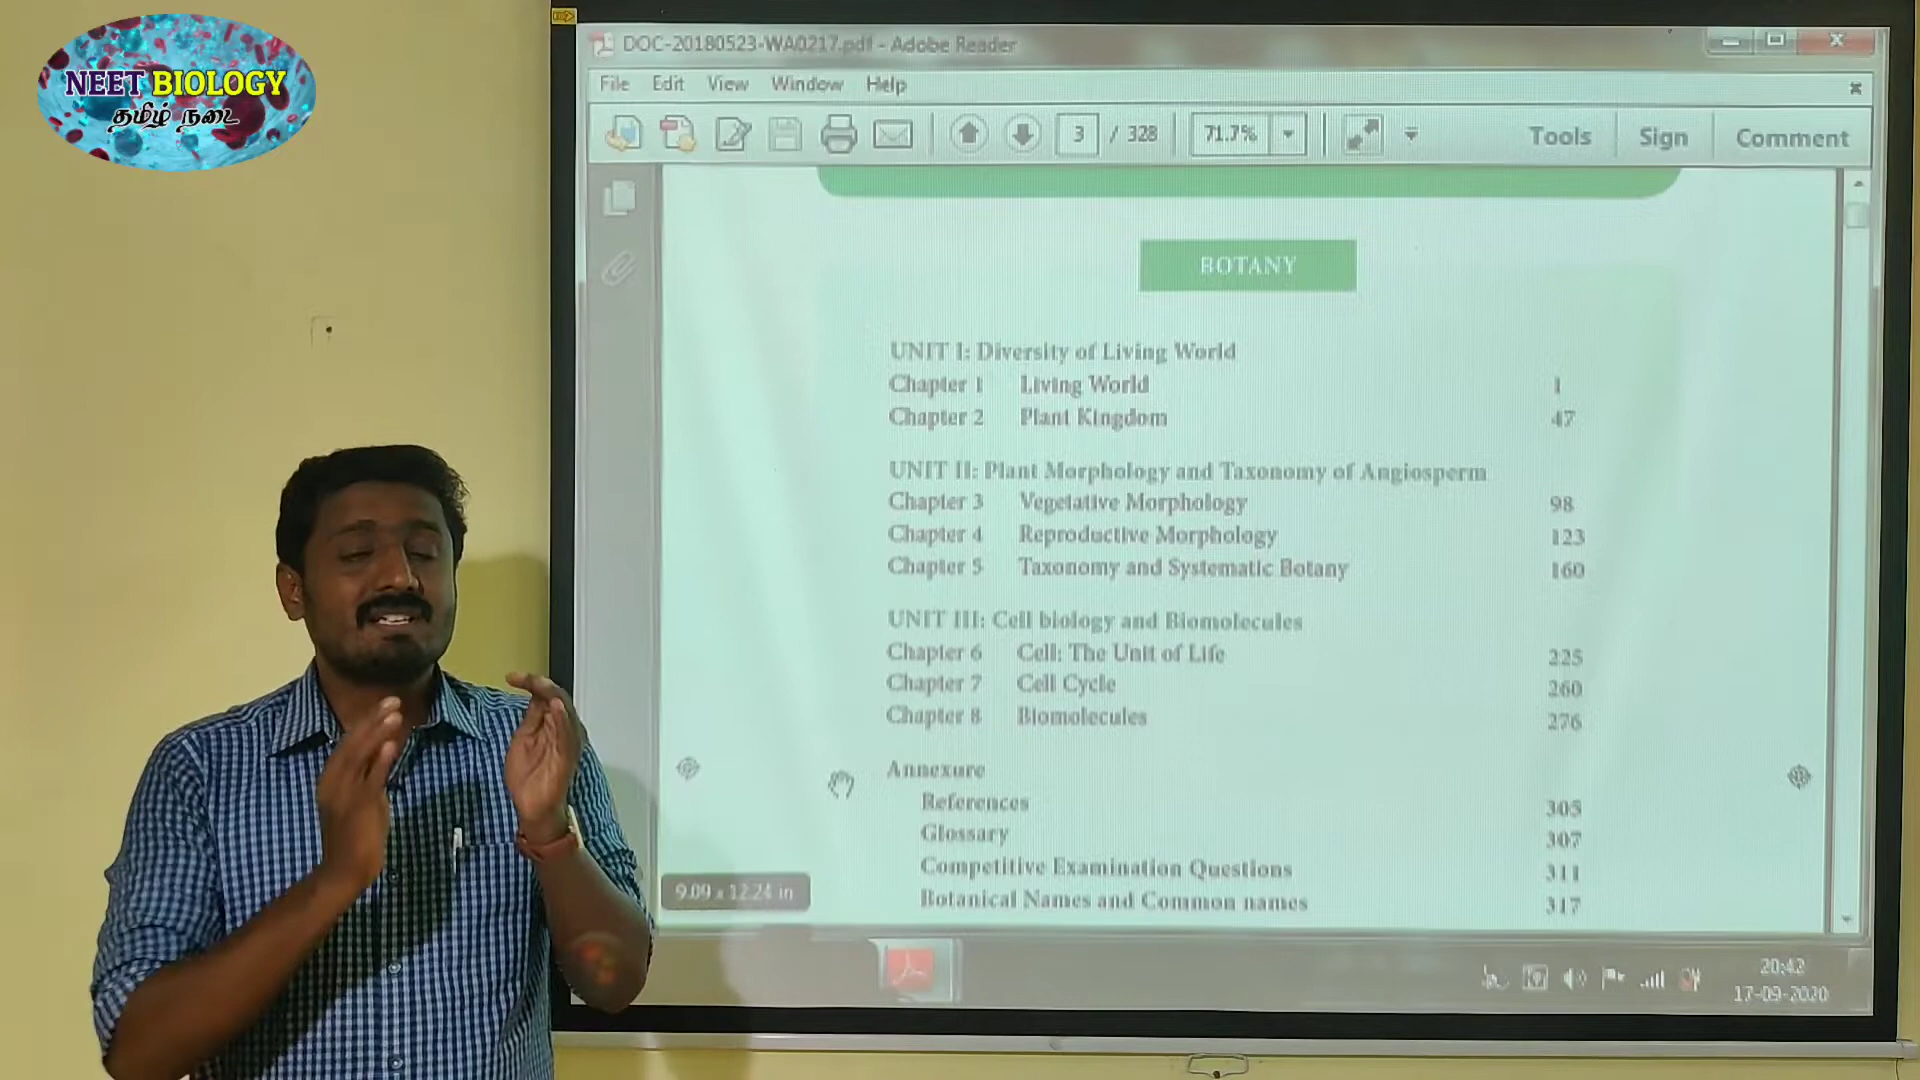 NEET BIOLOGY
தமிழ் நடை
DOC-20180523-WA0217.pdf - Adobe Reader
File Edit View Window Help
3 / 328 71.7% Tools Sign Comment
BOTANY
UNIT I: Diversity of Living World
Chapter 1 Living World 1
Chapter 2 Plant Kingdom 47
UNIT II: Plant Morphology and Taxonomy of Angiosperm
Chapter 3 Vegetative Morphology 98
Chapter 4 Reproductive Morphology 123
Chapter 5 Taxonomy and Systematic Botany 160
UNIT III: Cell biology and Biomolecules
Chapter 6 Cell: The Unit of Life 225
Chapter 7 Cell Cycle 260
Chapter 8 Biomolecules 276
Annexure
References 305
Glossary 307
Competitive Examination Questions 311
Botanical Names and Common names 317
9.09 x 12.24 in
20:42
17-09-2020